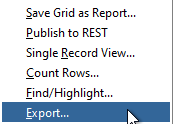 Save Grid as Report...
Publish to REST
Single Record View...
Count Rows...
Find/Highlight...
Export...